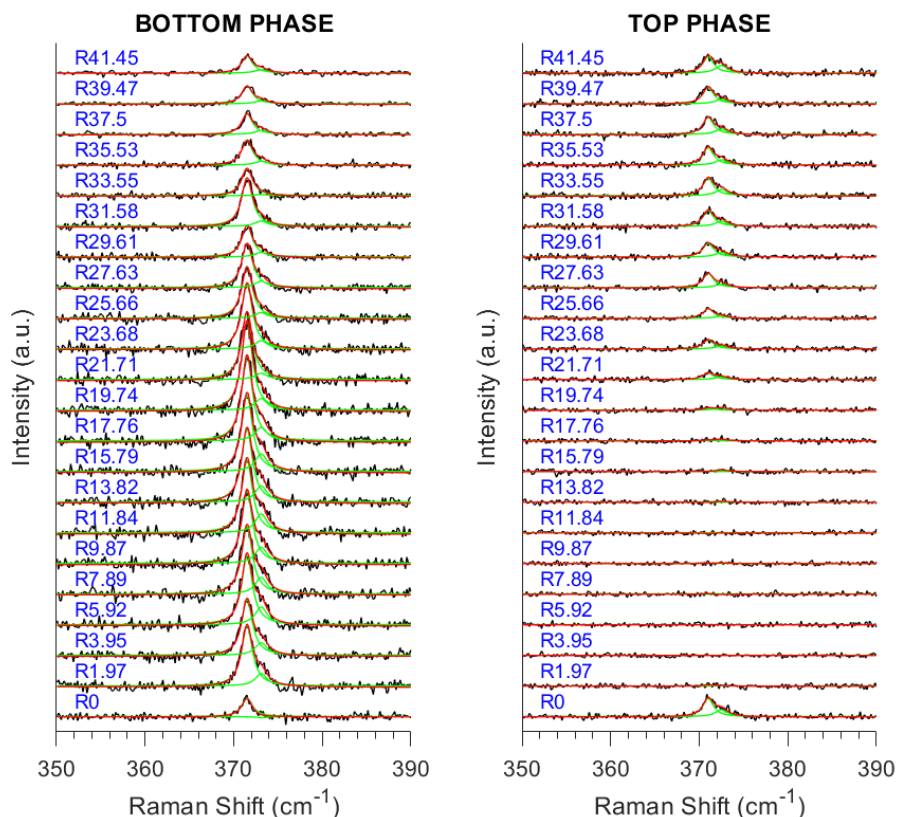 BOTTOM PHASE
R41.45
R39.47
R37.5
R35.53
R33.55
R31.58
R29.61
R27.63
R25.66
R23.68
R21.71
R19.74
R17.76
R15.79
R13.82
R11.84
R9.87
R7.89
R5.92
R3.95
R1.97
R0
Intensity (a.u.)
350 360 370 380 390
Raman Shift (cm⁻¹)
TOP PHASE
R41.45
R39.47
R37.5
R35.53
R33.55
R31.58
R29.61
R27.63
R25.66
R23.68
R21.71
R19.74
R17.76
R15.79
R13.82
R11.84
R9.87
R7.89
R5.92
R3.95
R1.97
R0
Intensity (a.u.)
350 360 370 380 390
Raman Shift (cm⁻¹)